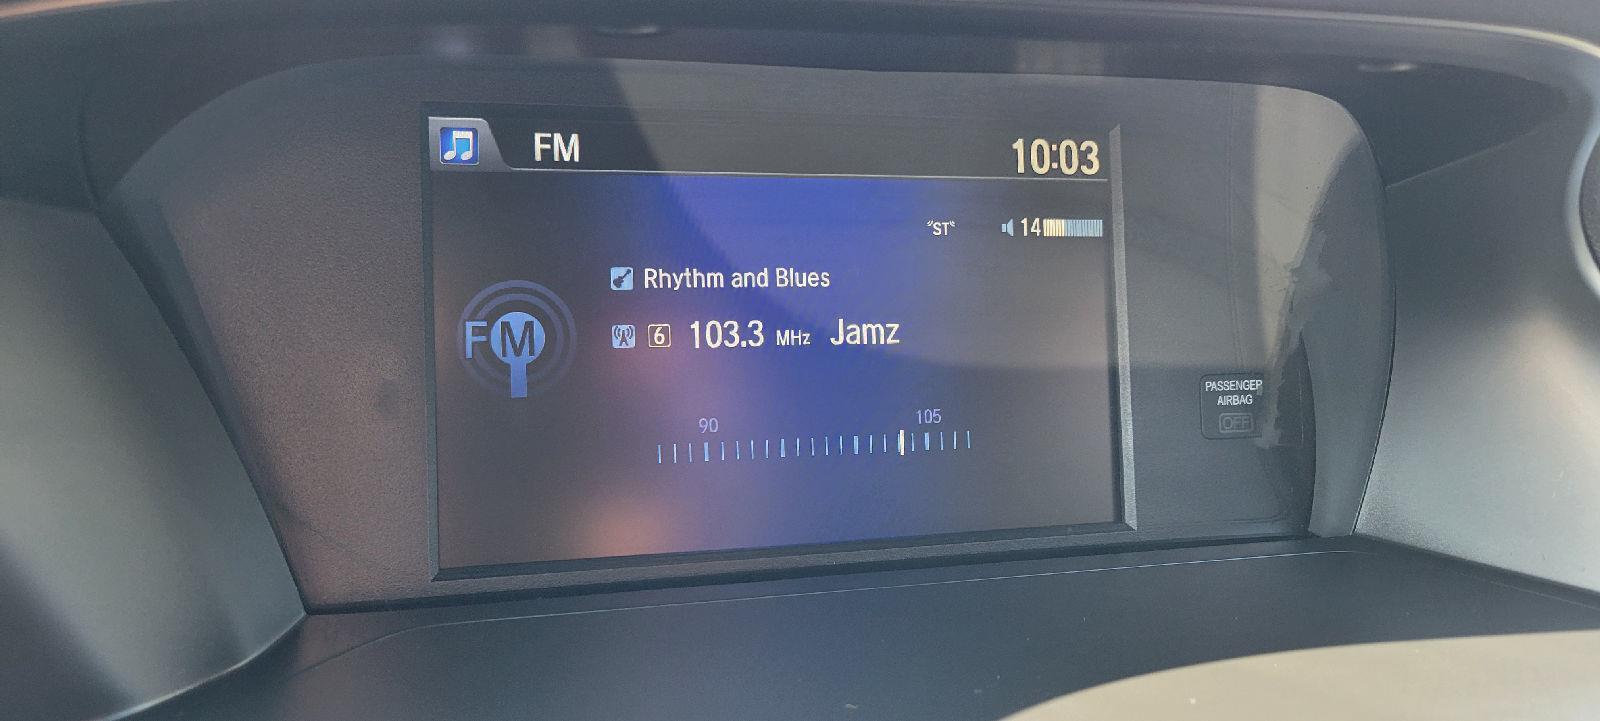 FM 10:03
"ST" 14
Rhythm and Blues
FM
6 103.3 MHz Jamz
90 105
PASSENGER
AIRBAG
OFF